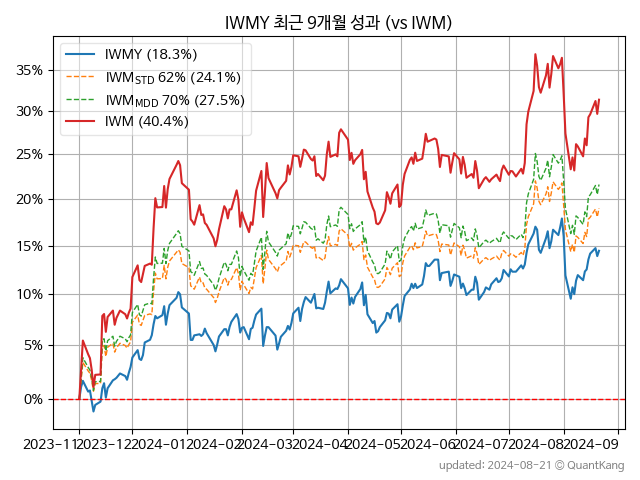 IWMY 최근 9개월 성과 (vs IWM)
IWMY (18.3%)
IWM_STD 62% (24.1%)
IWM_MDD 70% (27.5%)
IWM (40.4%)
35%
30%
25%
20%
15%
10%
5%
0%
2023-11 2023-12 2024-01 2024-02 2024-03 2024-04 2024-05 2024-06 2024-07 2024-08 2024-09
updated: 2024-08-21 © QuantKang